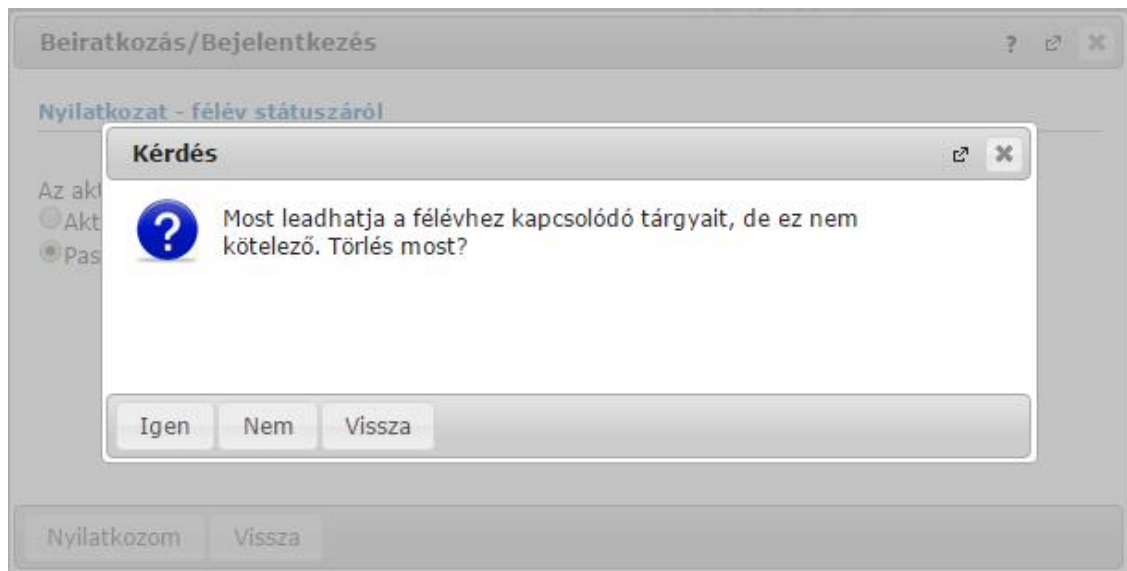 Beiratkozás/Bejelentkezés ?
Nyilatkozat - félév státuszáról
Kérdés
Az akt
Akt
Pas
Most leadhatja a félévhez kapcsolódó tárgyait, de ez nem
kötelező. Törlés most?
Igen Nem Vissza
Nyilatkozom Vissza